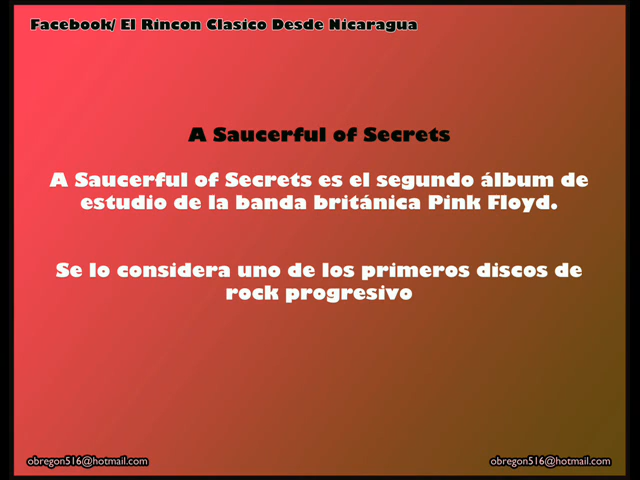 Facebook/ El Rincon Clasico Desde Nicaragua
A Saucerful of Secrets
A Saucerful of Secrets es el segundo álbum de
estudio de la banda británica Pink Floyd.
Se lo considera uno de los primeros discos de
rock progresivo
obregon516@hotmail.com
obregon516@hotmail.com